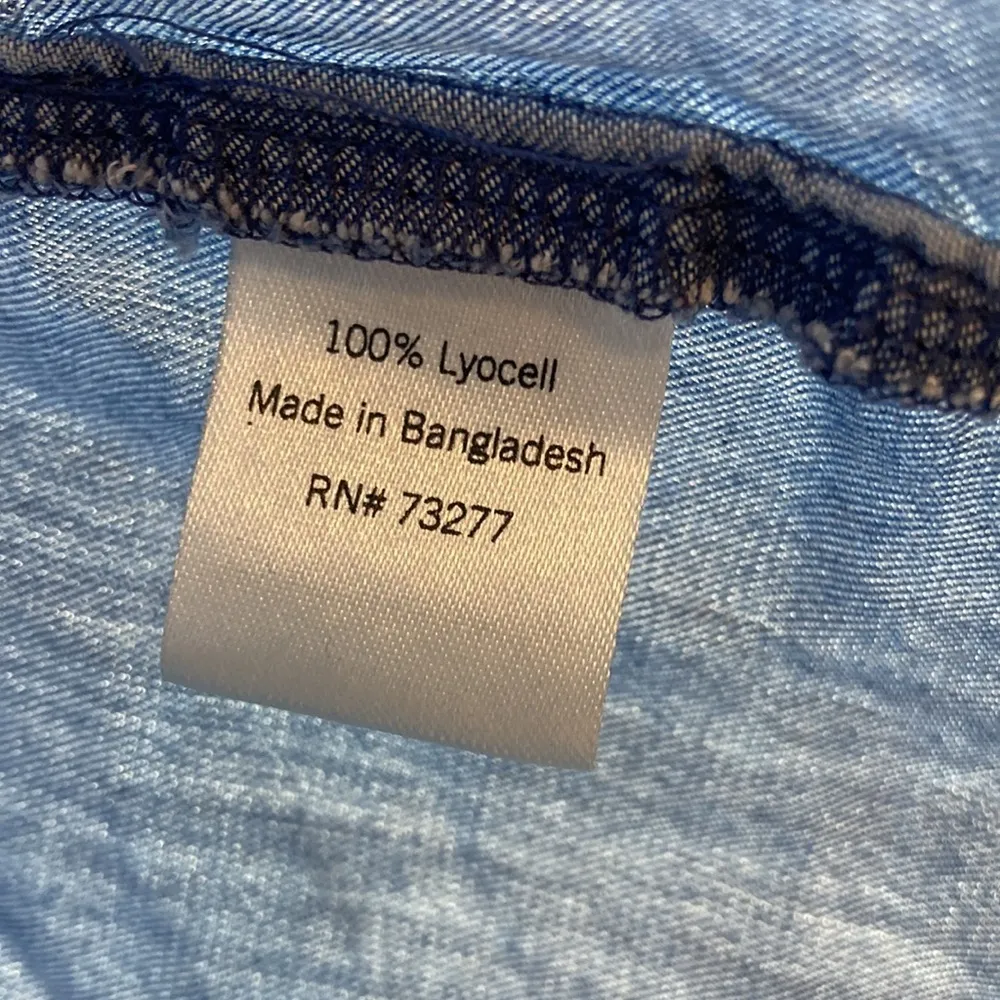 100% Lyocell
Made in Bangladesh
RN# 73277